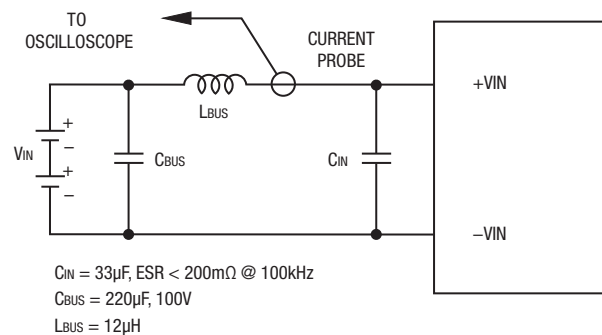 TO
OSCILLOSCOPE
CURRENT
PROBE
+VIN
LBUS
+
VIN
−
+
−
CBUS
CIN
−VIN
CIN = 33µF, ESR < 200mΩ @ 100kHz
CBUS = 220µF, 100V
LBUS = 12µH